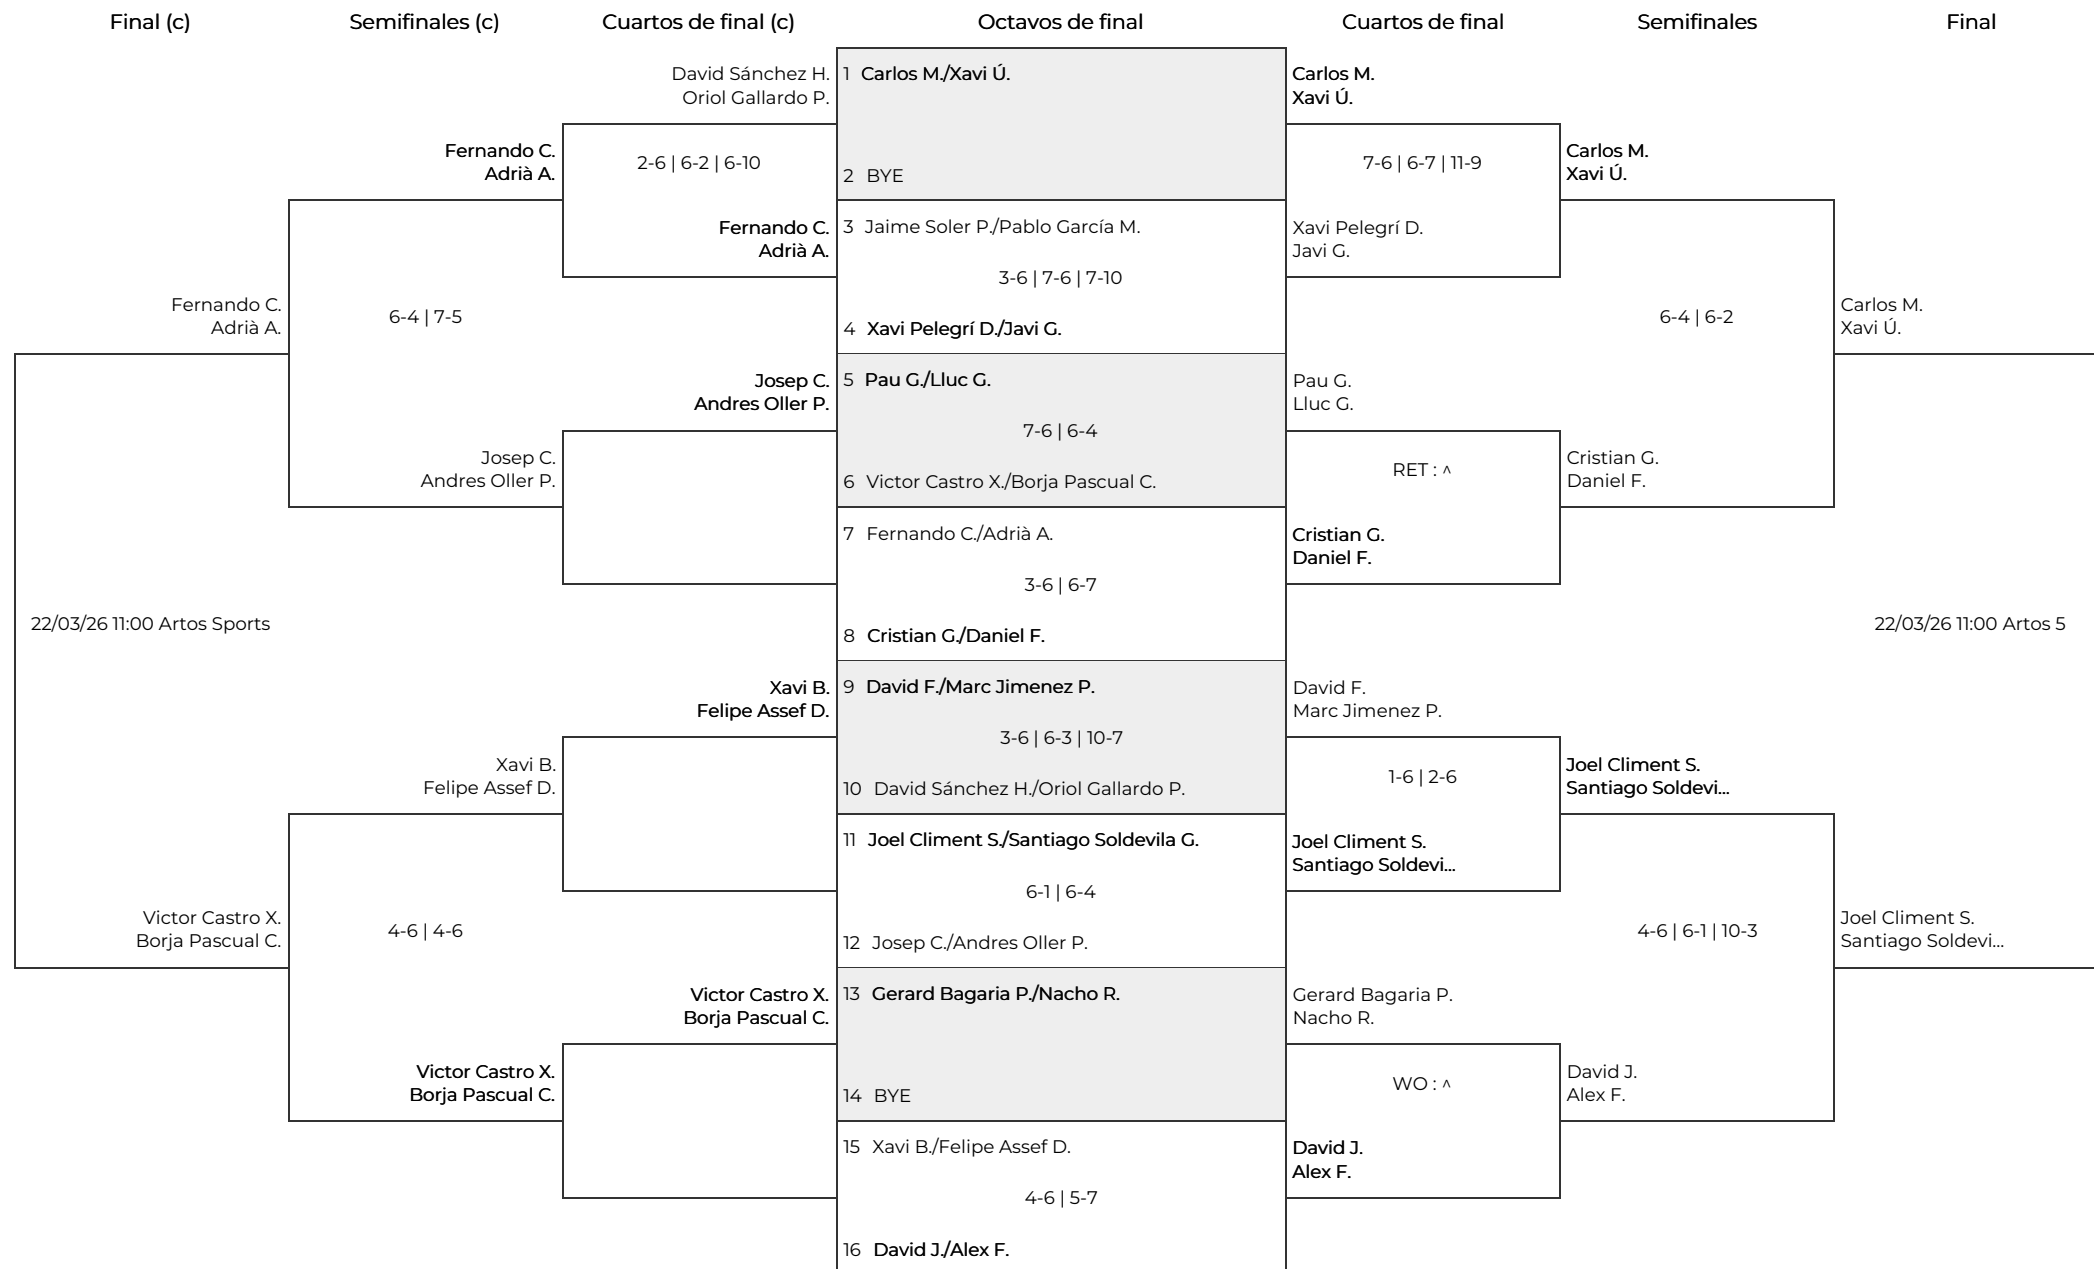 Final (c)
Semifinales (c)
Cuartos de final (c)
Octavos de final
Cuartos de final
Semifinales
Final
Fernando C.
Adrià A.
22/03/26 11:00 Artos Sports
Victor Castro X.
Borja Pascual C.
Fernando C.
Adrià A.
6-4 | 7-5
Josep C.
Andres Oller P.
Xavi B.
Felipe Assef D.
4-6 | 4-6
Victor Castro X.
Borja Pascual C.
David Sánchez H.
Oriol Gallardo P.
2-6 | 6-2 | 6-10
Fernando C.
Adrià A.
Josep C.
Andres Oller P.
Xavi B.
Felipe Assef D.
Victor Castro X.
Borja Pascual C.
1 Carlos M./Xavi Ú.
2 BYE
3 Jaime Soler P./Pablo García M.
3-6 | 7-6 | 7-10
4 Xavi Pelegrí D./Javi G.
5 Pau G./Lluc G.
7-6 | 6-4
6 Victor Castro X./Borja Pascual C.
7 Fernando C./Adrià A.
3-6 | 6-7
8 Cristian G./Daniel F.
9 David F./Marc Jimenez P.
3-6 | 6-3 | 10-7
10 David Sánchez H./Oriol Gallardo P.
11 Joel Climent S./Santiago Soldevila G.
6-1 | 6-4
12 Josep C./Andres Oller P.
13 Gerard Bagaria P./Nacho R.
14 BYE
15 Xavi B./Felipe Assef D.
4-6 | 5-7
16 David J./Alex F.
Carlos M.
Xavi Ú.
7-6 | 6-7 | 11-9
Xavi Pelegrí D.
Javi G.
Pau G.
Lluc G.
RET : ^
Cristian G.
Daniel F.
David F.
Marc Jimenez P.
1-6 | 2-6
Joel Climent S.
Santiago Soldevi...
Gerard Bagaria P.
Nacho R.
WO : ^
David J.
Alex F.
Carlos M.
Xavi Ú.
6-4 | 6-2
Cristian G.
Daniel F.
Joel Climent S.
Santiago Soldevi...
4-6 | 6-1 | 10-3
David J.
Alex F.
Carlos M.
Xavi Ú.
22/03/26 11:00 Artos 5
Joel Climent S.
Santiago Soldevi...